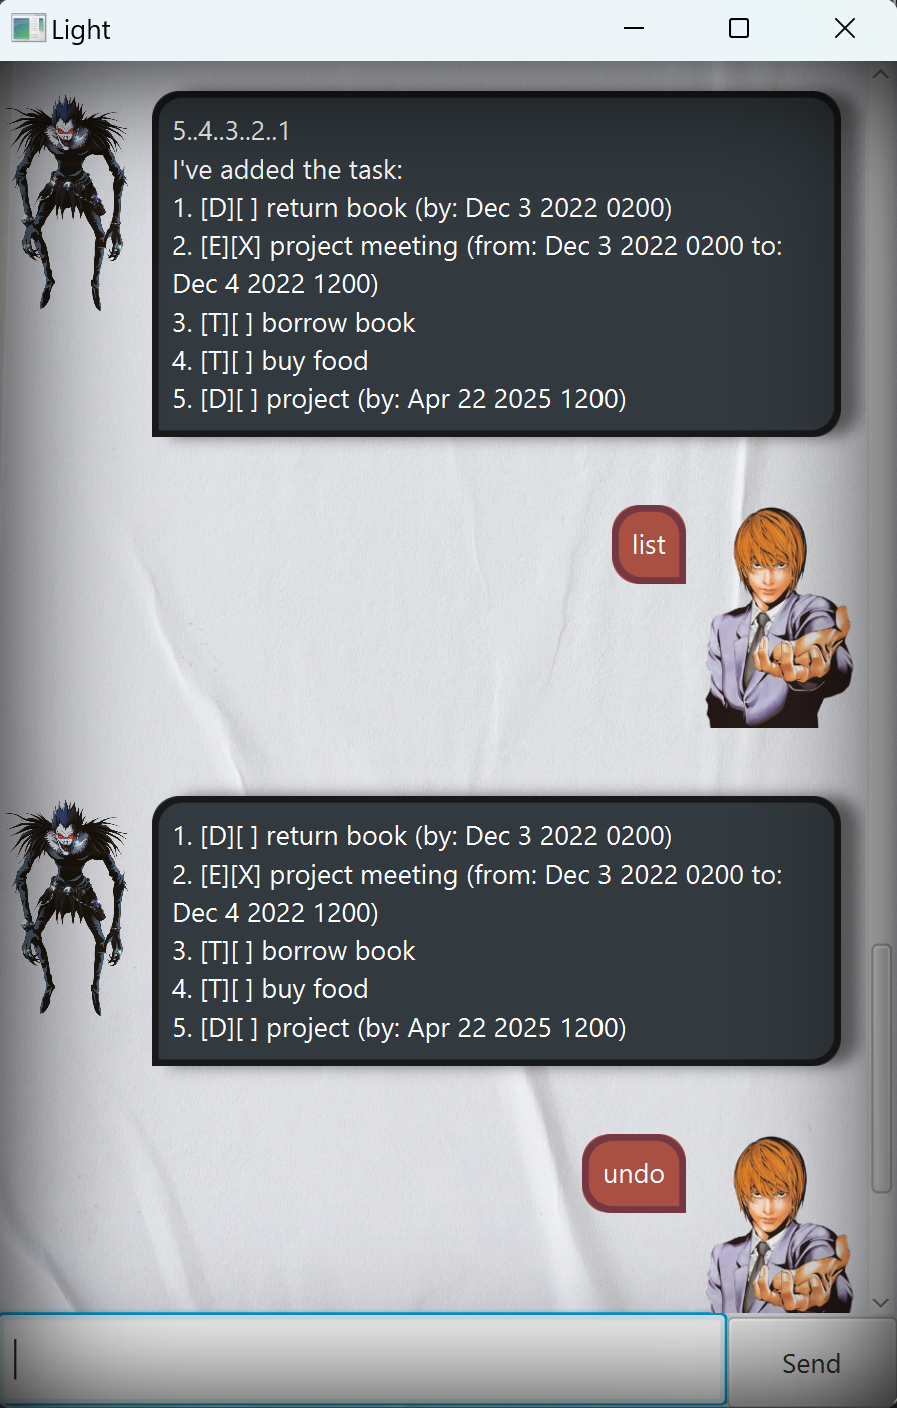 Light
5..4..3..2..1
I've added the task:
1. [D][ ] return book (by: Dec 3 2022 0200)
2. [E][X] project meeting (from: Dec 3 2022 0200 to:
Dec 4 2022 1200)
3. [T][ ] borrow book
4. [T][ ] buy food
5. [D][ ] project (by: Apr 22 2025 1200)
list
1. [D][ ] return book (by: Dec 3 2022 0200)
2. [E][X] project meeting (from: Dec 3 2022 0200 to:
Dec 4 2022 1200)
3. [T][ ] borrow book
4. [T][ ] buy food
5. [D][ ] project (by: Apr 22 2025 1200)
undo
Send